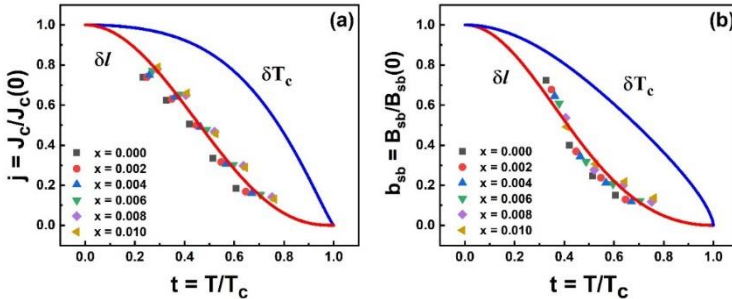 (a)
δl
δTc
j = Jc/Jc(0)
1.0
0.8
0.6
0.4
0.2
0.0
x = 0.000
x = 0.002
x = 0.004
x = 0.006
x = 0.008
x = 0.010
0.0 0.2 0.4 0.6 0.8 1.0
t = T/Tc
(b)
δl
δTc
bsb = Bsb/Bsb(0)
1.0
0.8
0.6
0.4
0.2
0.0
x = 0.000
x = 0.002
x = 0.004
x = 0.006
x = 0.008
x = 0.010
0.0 0.2 0.4 0.6 0.8 1.0
t = T/Tc